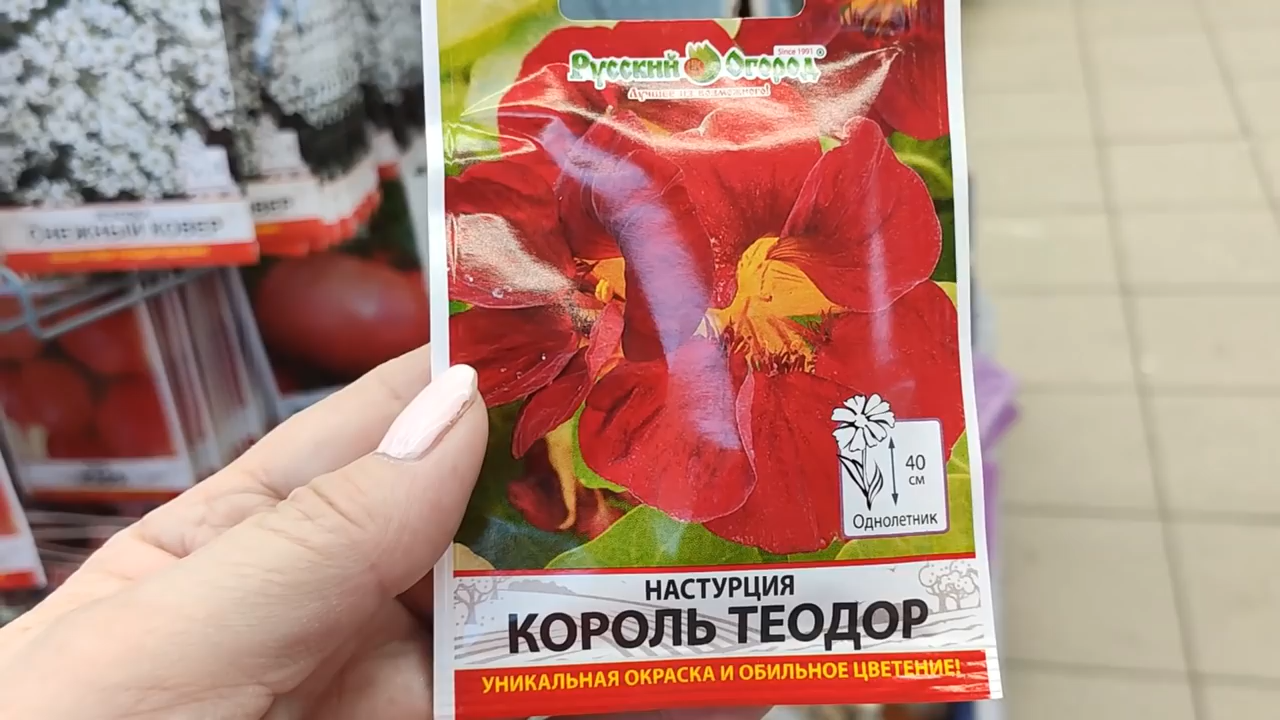 Since 1991
Русский Огород®
Лучшее из возможного!
СНЕЖНЫЙ КОВЕР
40
см
Однолетник
НАСТУРЦИЯ
КОРОЛЬ ТЕОДОР
УНИКАЛЬНАЯ ОКРАСКА И ОБИЛЬНОЕ ЦВЕТЕНИЕ!